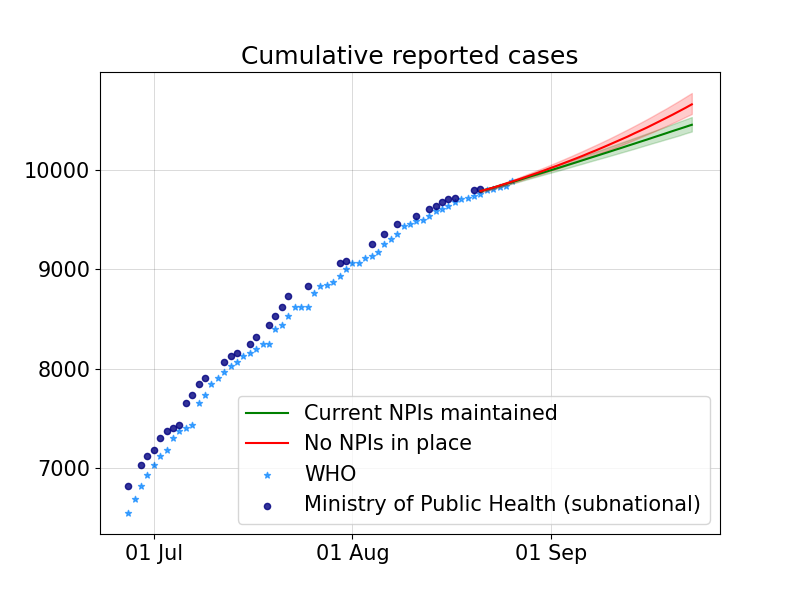 Cumulative reported cases
10000
9000
8000
7000
01 Jul
01 Aug
01 Sep
Current NPIs maintained
No NPIs in place
WHO
Ministry of Public Health (subnational)